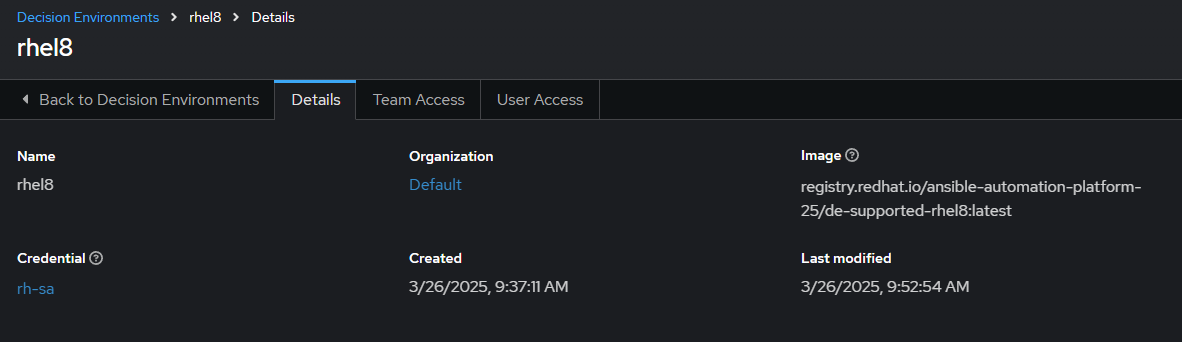 Decision Environments > rhel8 > Details
rhel8
Back to Decision Environments Details Team Access User Access
Name Organization Image
rhel8 Default registry.redhat.io/ansible-automation-platform-
25/de-supported-rhel8:latest
Credential Created Last modified
rh-sa 3/26/2025, 9:37:11 AM 3/26/2025, 9:52:54 AM